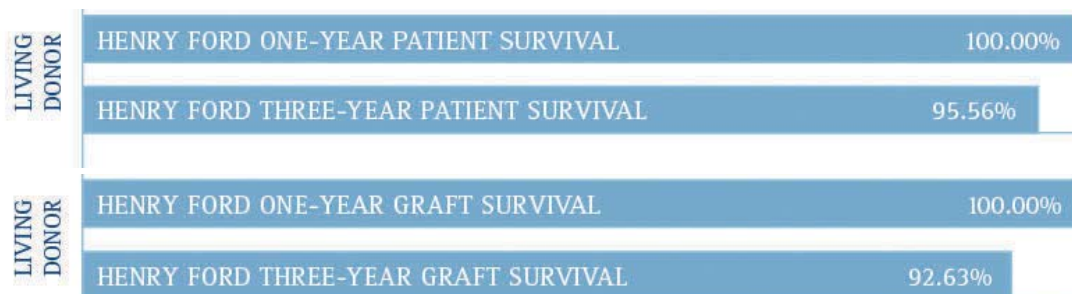 LIVING
DONOR
HENRY FORD ONE-YEAR PATIENT SURVIVAL 100.00%
HENRY FORD THREE-YEAR PATIENT SURVIVAL 95.56%
LIVING
DONOR
HENRY FORD ONE-YEAR GRAFT SURVIVAL 100.00%
HENRY FORD THREE-YEAR GRAFT SURVIVAL 92.63%